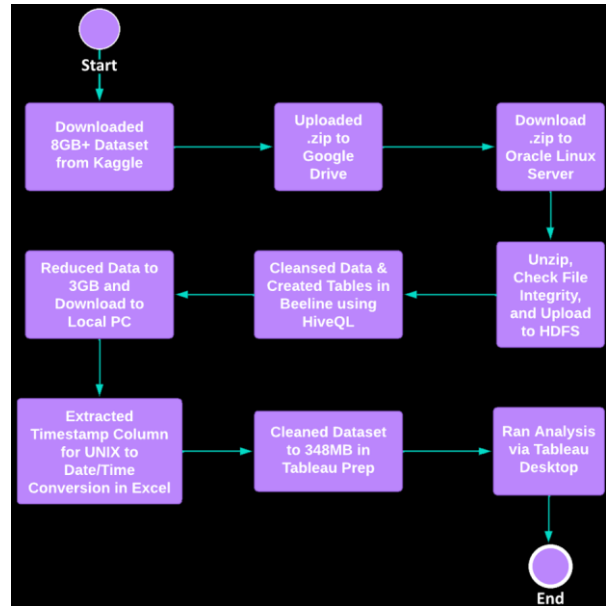 Start
Downloaded
8GB+ Dataset
from Kaggle
Uploaded
.zip to
Google
Drive
Download
.zip to
Oracle Linux
Server
Unzip,
Check File
Integrity,
and Upload
to HDFS
Cleansed Data &
Created Tables in
Beeline using
HiveQL
Reduced Data to
3GB and
Download to
Local PC
Extracted
Timestamp Column
for UNIX to
Date/Time
Conversion in Excel
Cleaned Dataset
to 348MB in
Tableau Prep
Ran Analysis
via Tableau
Desktop
End